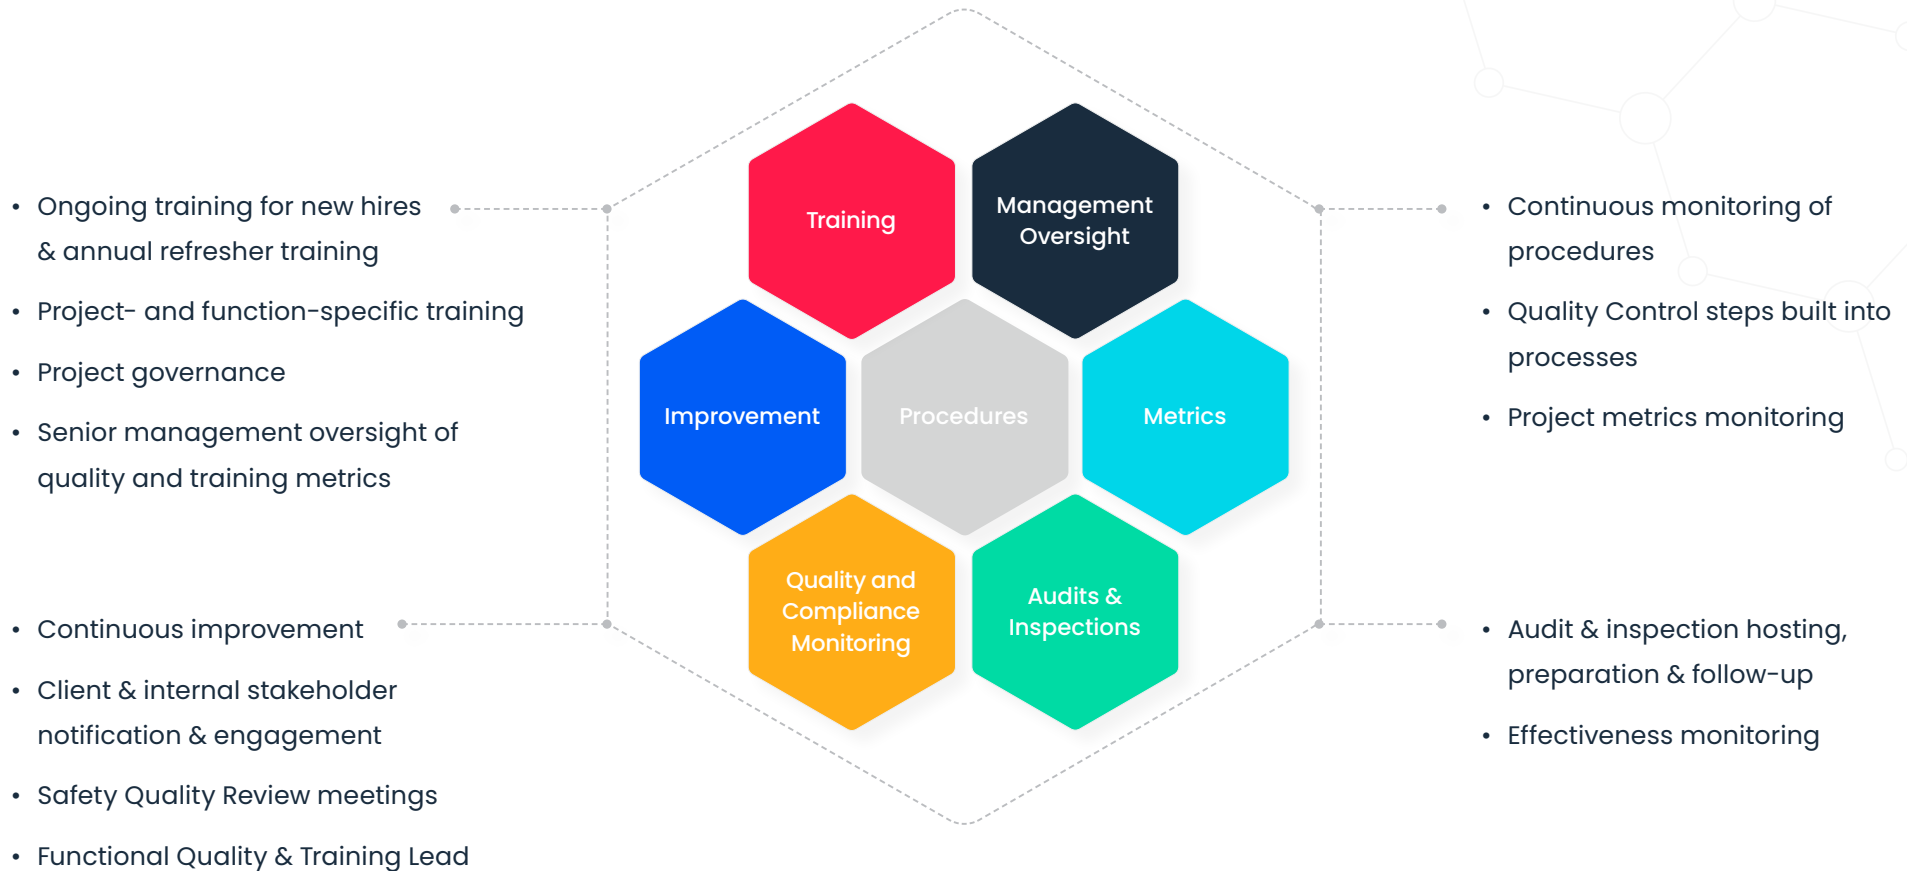 Training
Management
Oversight
Improvement
Procedures
Metrics
Quality and
Compliance
Monitoring
Audits &
Inspections
• Ongoing training for new hires
& annual refresher training
• Project- and function-specific training
• Project governance
• Senior management oversight of
quality and training metrics
• Continuous improvement
• Client & internal stakeholder
notification & engagement
• Safety Quality Review meetings
• Functional Quality & Training Lead
• Continuous monitoring of
procedures
• Quality Control steps built into
processes
• Project metrics monitoring
• Audit & inspection hosting,
preparation & follow-up
• Effectiveness monitoring